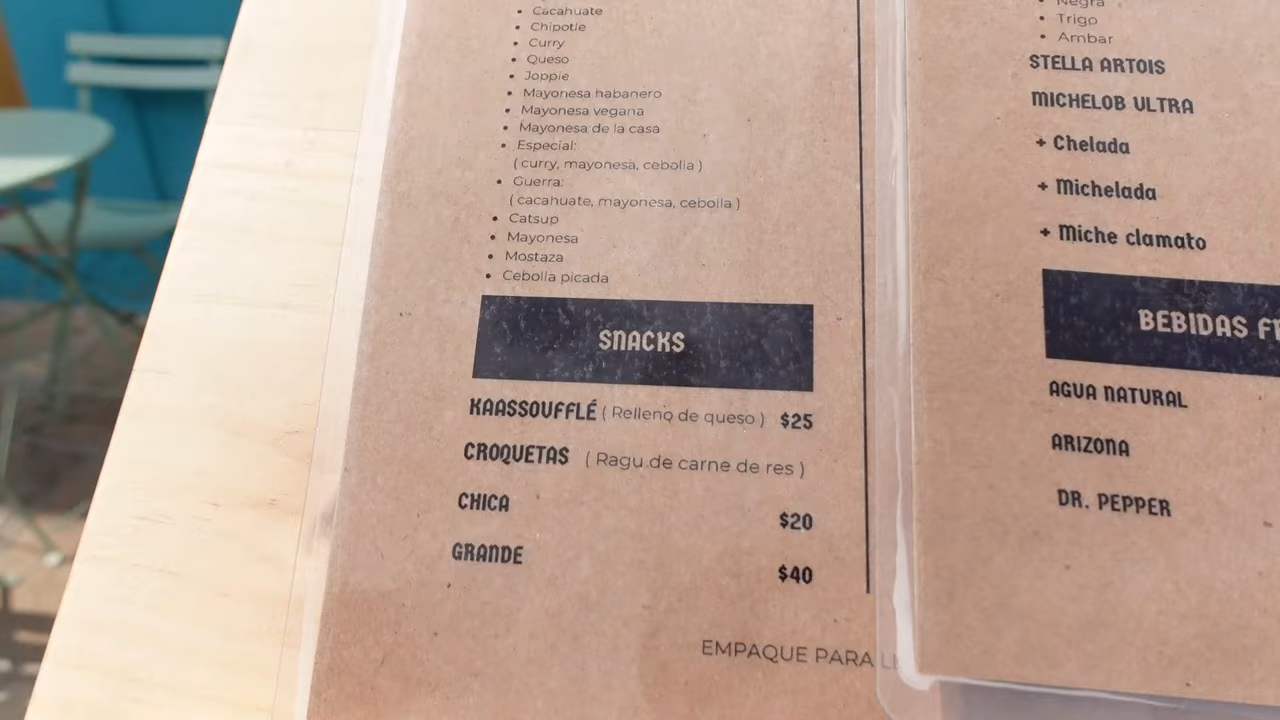 Cacahuate
Chipotle
Curry
Queso
Joppie
Mayonesa habanero
Mayonesa vegana
Mayonesa de la casa
Especial:
( curry, mayonesa, cebolla )
Guerra:
( cacahuate, mayonesa, cebolla )
Catsup
Mayonesa
Mostaza
Cebolla picada
SNACKS
KAASSOUFFLÉ ( Relleno de queso ) $25
CROQUETAS ( Ragu de carne de res )
CHICA $20
GRANDE $40
EMPAQUE PARA
Negra
Trigo
Ambar
STELLA ARTOIS
MICHELOB ULTRA
+ Chelada
+ Michelada
+ Miche clamato
BEBIDAS
AGUA NATURAL
ARIZONA
DR. PEPPER